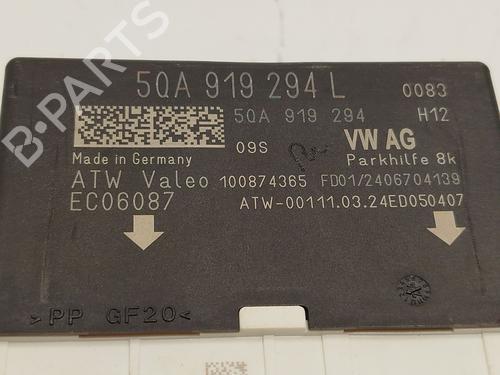 5QA 919 294 L 0083
5QA 919 294 H12
09S VW AG
Made in Germany Parkhilfe 8k
ATW Valeo 100874365 FD01/2406704139
EC06087 ATW-00111.03.24ED050407
>PP GF20<
B-PARTS